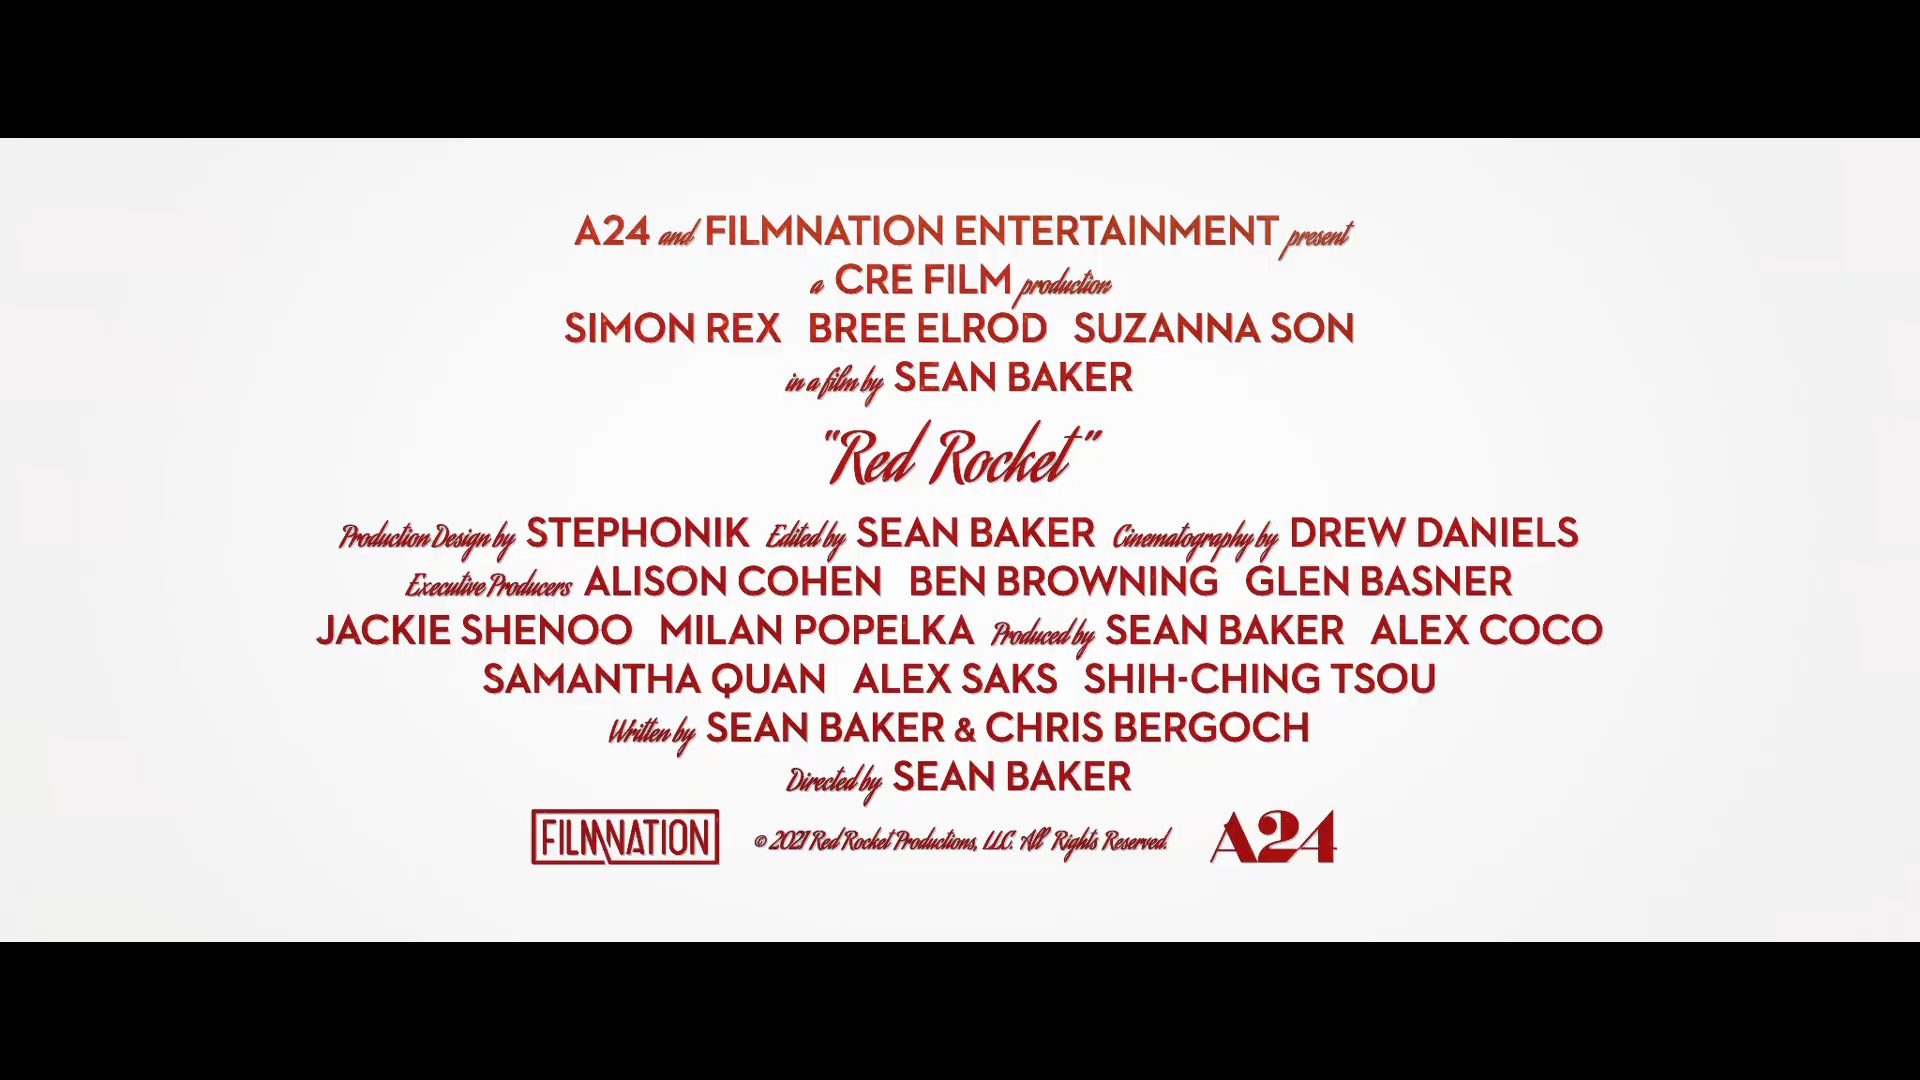 A24 and FILMNATION ENTERTAINMENT present
a CRE FILM production
SIMON REX BREE ELROD SUZANNA SON
in a film by SEAN BAKER
"Red Rocket"
Production Design by STEPHONIK Edited by SEAN BAKER Cinematography by DREW DANIELS
Executive Producers ALISON COHEN BEN BROWNING GLEN BASNER
JACKIE SHENOO MILAN POPELKA Produced by SEAN BAKER ALEX COCO
SAMANTHA QUAN ALEX SAKS SHIH-CHING TSOU
Written by SEAN BAKER & CHRIS BERGOCH
Directed by SEAN BAKER
FILMNATION © 2021 Red Rocket Productions, LLC. All Rights Reserved. A24